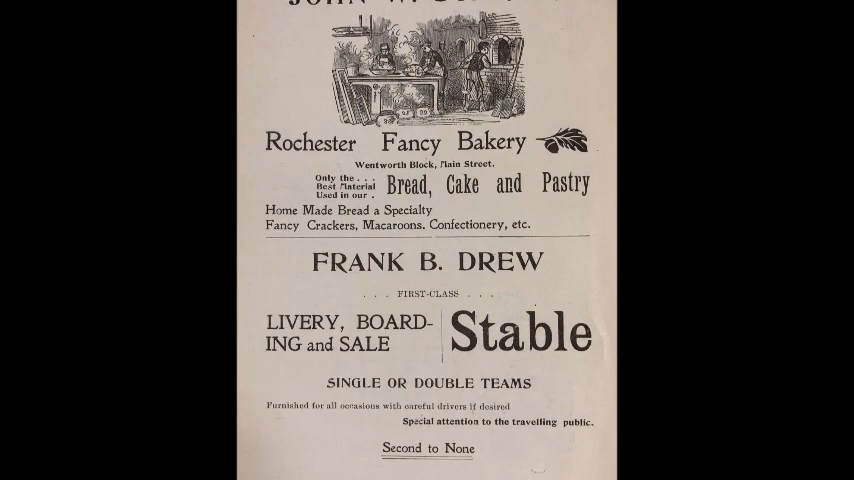 JOHN W.
Rochester Fancy Bakery
Wentworth Block, Main Street.
Only the . . .
Best Material
Used in our .
Bread, Cake and Pastry
Home Made Bread a Specialty
Fancy Crackers, Macaroons. Confectionery, etc.
FRANK B. DREW
. . . FIRST-CLASS . . .
LIVERY, BOARD-
ING and SALE
Stable
SINGLE OR DOUBLE TEAMS
Furnished for all occasions with careful drivers if desired
Special attention to the travelling public.
Second to None